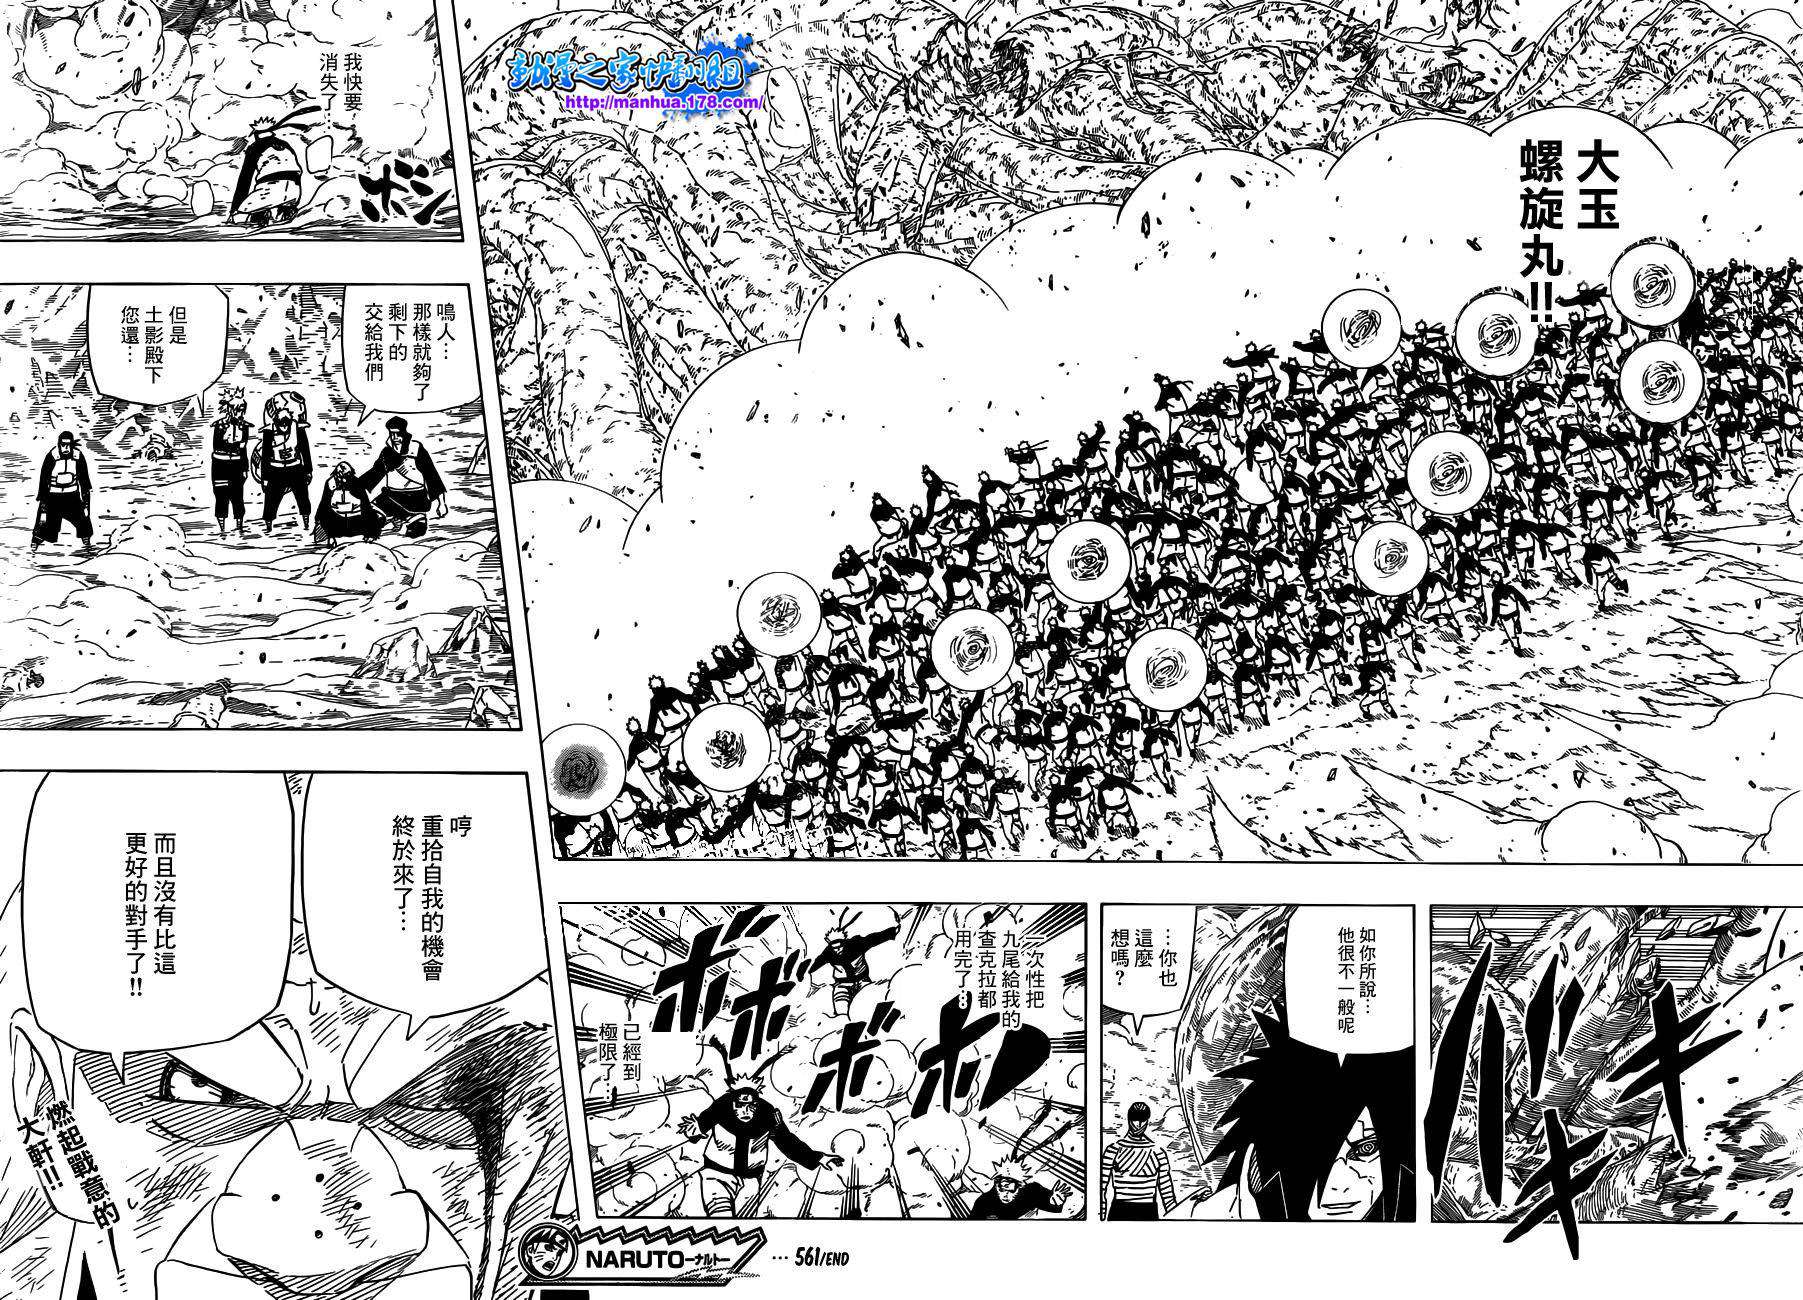 動漫之家快翻組
http://manhua.178.com/
大玉
螺旋丸!!
バキバキ
如你所說…
他很不一般呢
…你也
這麼
想嗎？
一次性把
九尾給我的
查克拉都
用完了…
ボボボボ
已經到
極限了
我快要
消失了…
ボン
鳴人…
那樣就夠了
剩下的
交給我們
但是
土影殿下
您還…
哼
重拾自我的機會
終於來了…
而且沒有比這
更好的對手了!!
燃起戰意的
大軒!!!
NARUTO―ナルト―
… 561/END